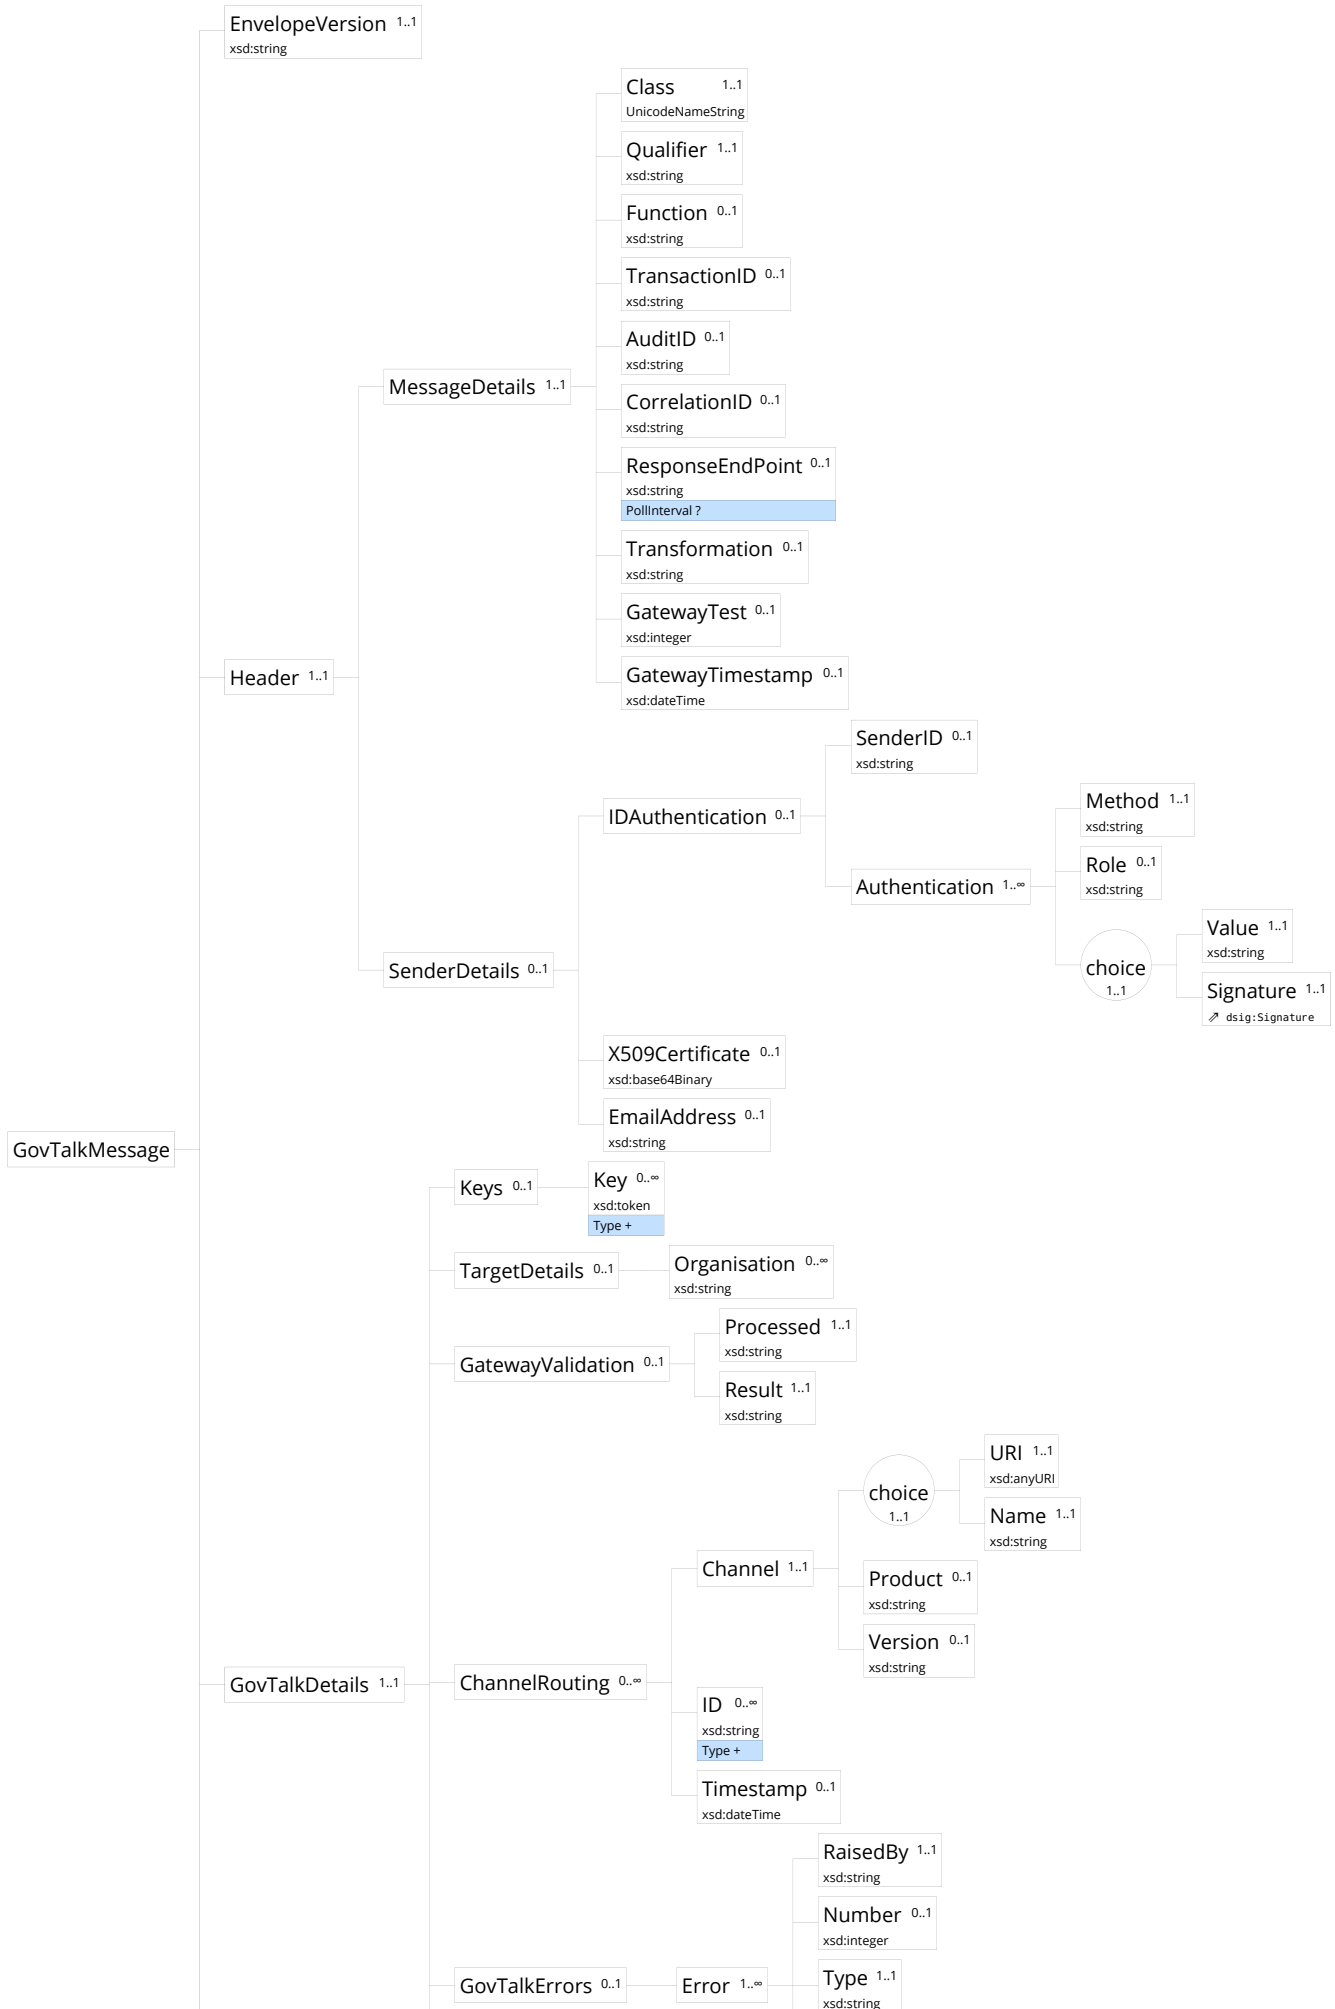 EnvelopeVersion 1..1
xsd:string
Class 1..1
UnicodeNameString
Qualifier 1..1
xsd:string
Function 0..1
xsd:string
TransactionID 0..1
xsd:string
AuditID 0..1
xsd:string
MessageDetails 1..1
CorrelationID 0..1
xsd:string
ResponseEndPoint 0..1
xsd:string
PollInterval ?
Transformation 0..1
xsd:string
GatewayTest 0..1
xsd:integer
Header 1..1
GatewayTimestamp 0..1
xsd:dateTime
SenderID 0..1
xsd:string
IDAuthentication 0..1
Method 1..1
xsd:string
Role 0..1
xsd:string
Authentication 1..∞
Value 1..1
xsd:string
SenderDetails 0..1
choice
1..1
Signature 1..1
⇗ dsig:Signature
X509Certificate 0..1
xsd:base64Binary
EmailAddress 0..1
xsd:string
GovTalkMessage
Keys 0..1
Key 0..∞
xsd:token
Type +
TargetDetails 0..1
Organisation 0..∞
xsd:string
Processed 1..1
xsd:string
GatewayValidation 0..1
Result 1..1
xsd:string
URI 1..1
xsd:anyURI
choice
1..1
Name 1..1
xsd:string
Channel 1..1
Product 0..1
xsd:string
Version 0..1
xsd:string
GovTalkDetails 1..1
ChannelRouting 0..∞
ID 0..∞
xsd:string
Type +
Timestamp 0..1
xsd:dateTime
RaisedBy 1..1
xsd:string
Number 0..1
xsd:integer
GovTalkErrors 0..1
Error 1..∞
Type 1..1
xsd:string